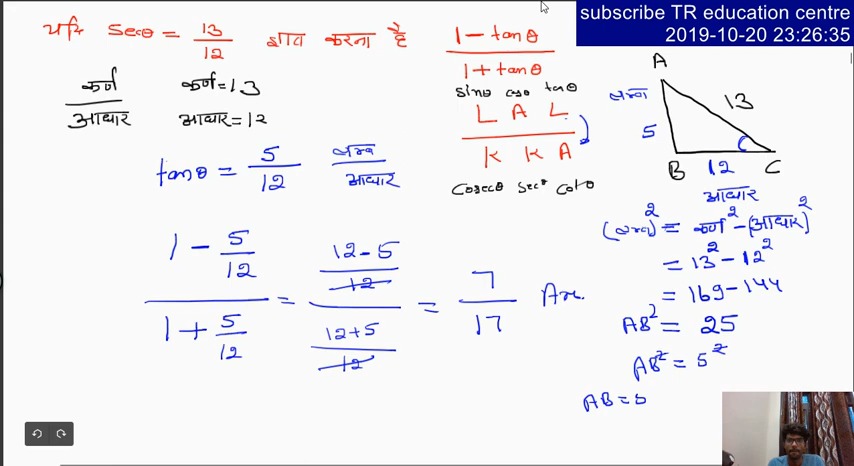 subscribe TR education centre
2019-10-20 23:26:35
यदि secθ = 13/12 ज्ञात करना है (1 - tanθ)/(1 + tanθ)
कर्ण/आधार कर्ण = 13
आधार = 12
sinθ cosθ tanθ
L A L
K K A
Cosecθ secθ cotθ
tanθ = 5/12 लम्ब/आधार
A
लम्ब
5
13
B 12 C
आधार
(लम्ब)² = कर्ण² - (आधार)²
= 13² - 12²
= 169 - 144
AB² = 25
AB² = 5²
AB = 5
(1 - 5/12)/(1 + 5/12) = ((12 - 5)/12)/((12 + 5)/12) = 7/17 Ans.